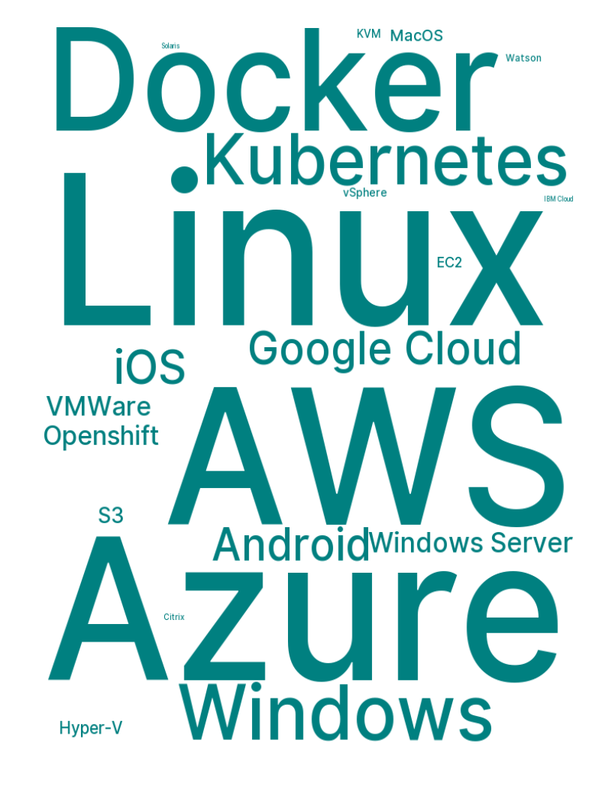 KVM
MacOS
Solaris
Docker
Watson
Kubernetes
vSphere
IBM Cloud
Linux
EC2
Google Cloud
iOS
VMWare
Openshift
AWS
S3
Android
Windows Server
Azure
Citrix
Windows
Hyper-V